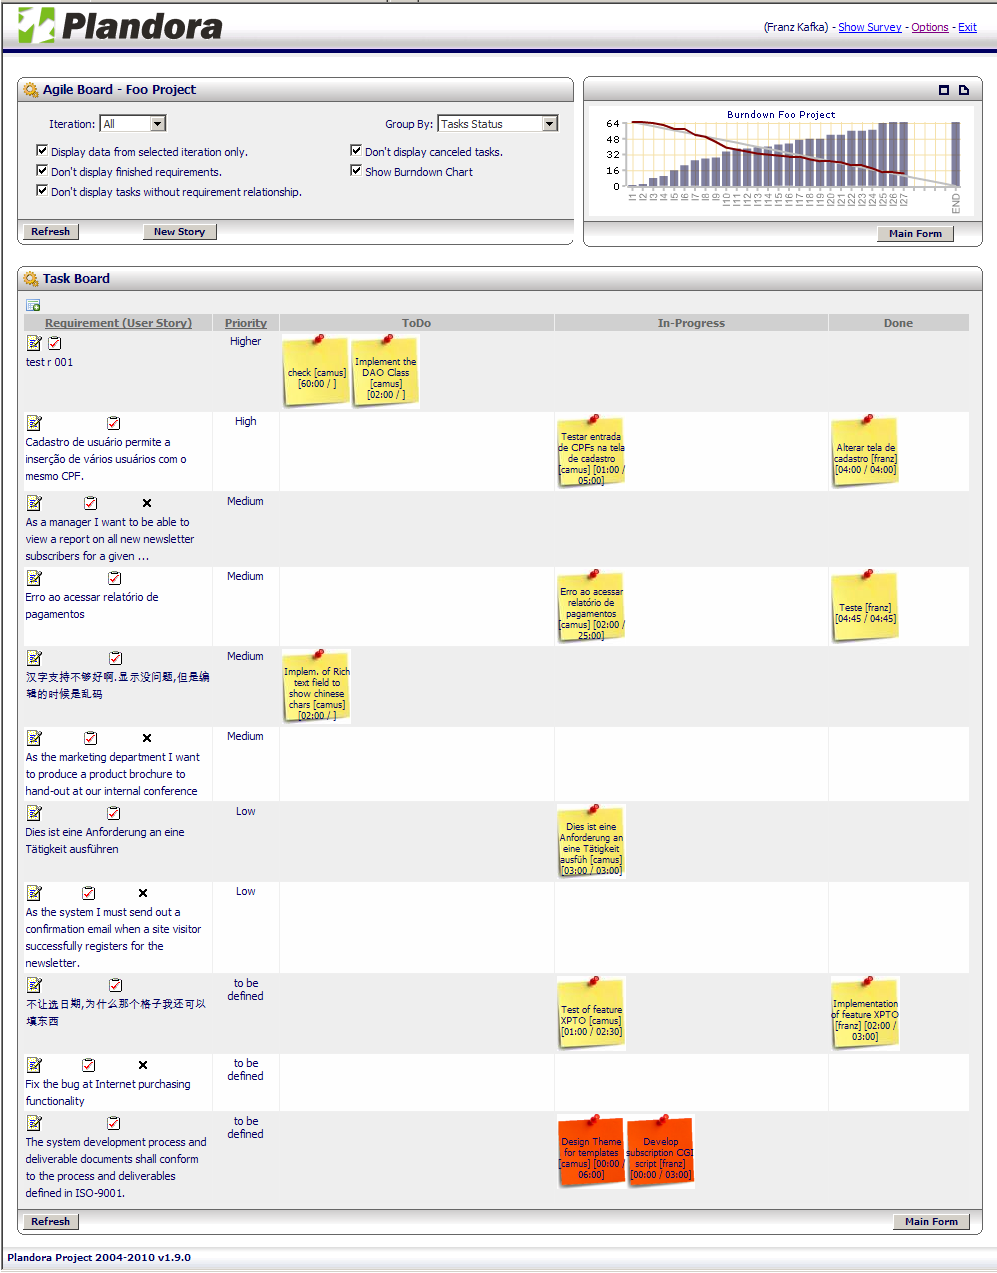 Plandora
(Franz Kafka) - Show Survey - Options - Exit
Agile Board - Foo Project
Iteration: All
Group By: Tasks Status
Display data from selected iteration only.
Don't display canceled tasks.
Don't display finished requirements.
Show Burndown Chart
Don't display tasks without requirement relationship.
Refresh
New Story
Burndown Foo Project
64
48
32
16
0
I1 I2 I3 I4 I5 I6 I7 I8 I9 I10 I11 I12 I13 I14 I15 I16 I17 I18 I19 I20 I21 I22 I23 I24 I25 I26 I27 END
Main Form
Task Board
Requirement (User Story) Priority ToDo In-Progress Done
test r 001
Higher
check [camus]
[60:00 / ]
Implement the
DAO Class
[camus]
[02:00 / ]
Cadastro de usuário permite a
inserção de vários usuários com o
mesmo CPF.
High
Testar entrada
de CPFs na tela
de cadastro
[camus] [01:00 /
05:00]
Alterar tela de
cadastro [franz]
[04:00 / 04:00]
As a manager I want to be able to
view a report on all new newsletter
subscribers for a given ...
Medium
Erro ao acessar relatório de
pagamentos
Medium
Erro ao acessar
relatório de
pagamentos
[camus] [02:00 /
25:00]
Teste [franz]
[04:45 / 04:45]
汉字支持不够好啊.显示没问题,但是编
辑的时候是乱码
Medium
Implem. of Rich
text field to
show chinese
chars [camus]
[02:00 / ]
As the marketing department I want
to produce a product brochure to
hand-out at our internal conference
Medium
Dies ist eine Anforderung an eine
Tätigkeit ausführen
Low
Dies ist eine
Anforderung an
eine Tätigkeit
ausfüh [camus]
[03:00 / 03:00]
As the system I must send out a
confirmation email when a site visitor
successfully registers for the
newsletter.
Low
不让选日期,为什么那个格子我还可以
填东西
to be
defined
Test of feature
XPTO [camus]
[01:00 / 02:30]
Implementation
of feature XPTO
[franz] [02:00 /
03:00]
Fix the bug at Internet purchasing
functionality
to be
defined
The system development process and
deliverable documents shall conform
to the process and deliverables
defined in ISO-9001.
to be
defined
Design Theme
for templates
[camus] [00:00 /
06:00]
Develop
subscription CGI
script [franz]
[00:00 / 03:00]
Refresh
Main Form
Plandora Project 2004-2010 v1.9.0